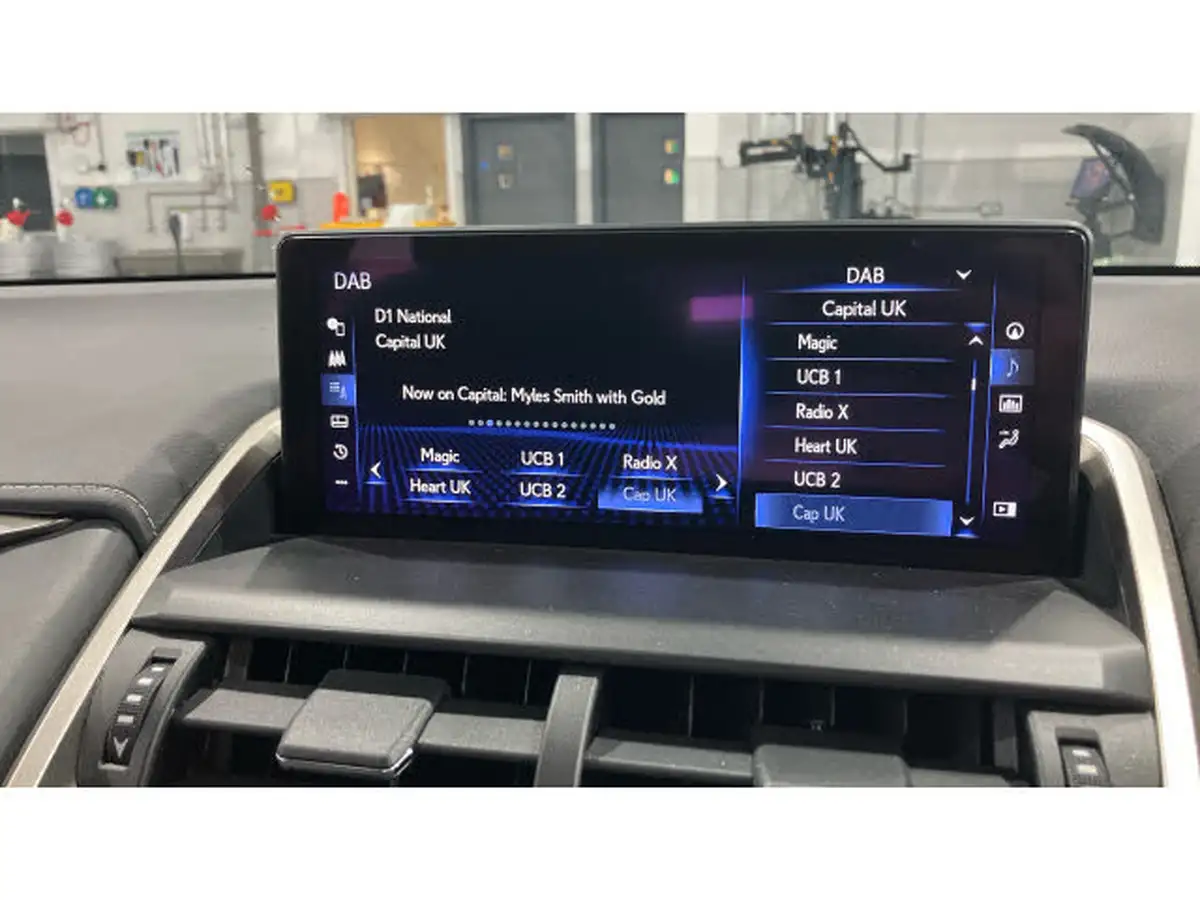 DAB
D1 National
Capital UK
Now on Capital: Myles Smith with Gold
Magic UCB 1 Radio X
Heart UK UCB 2 Cap UK
DAB
Capital UK
Magic
UCB 1
Radio X
Heart UK
UCB 2
Cap UK